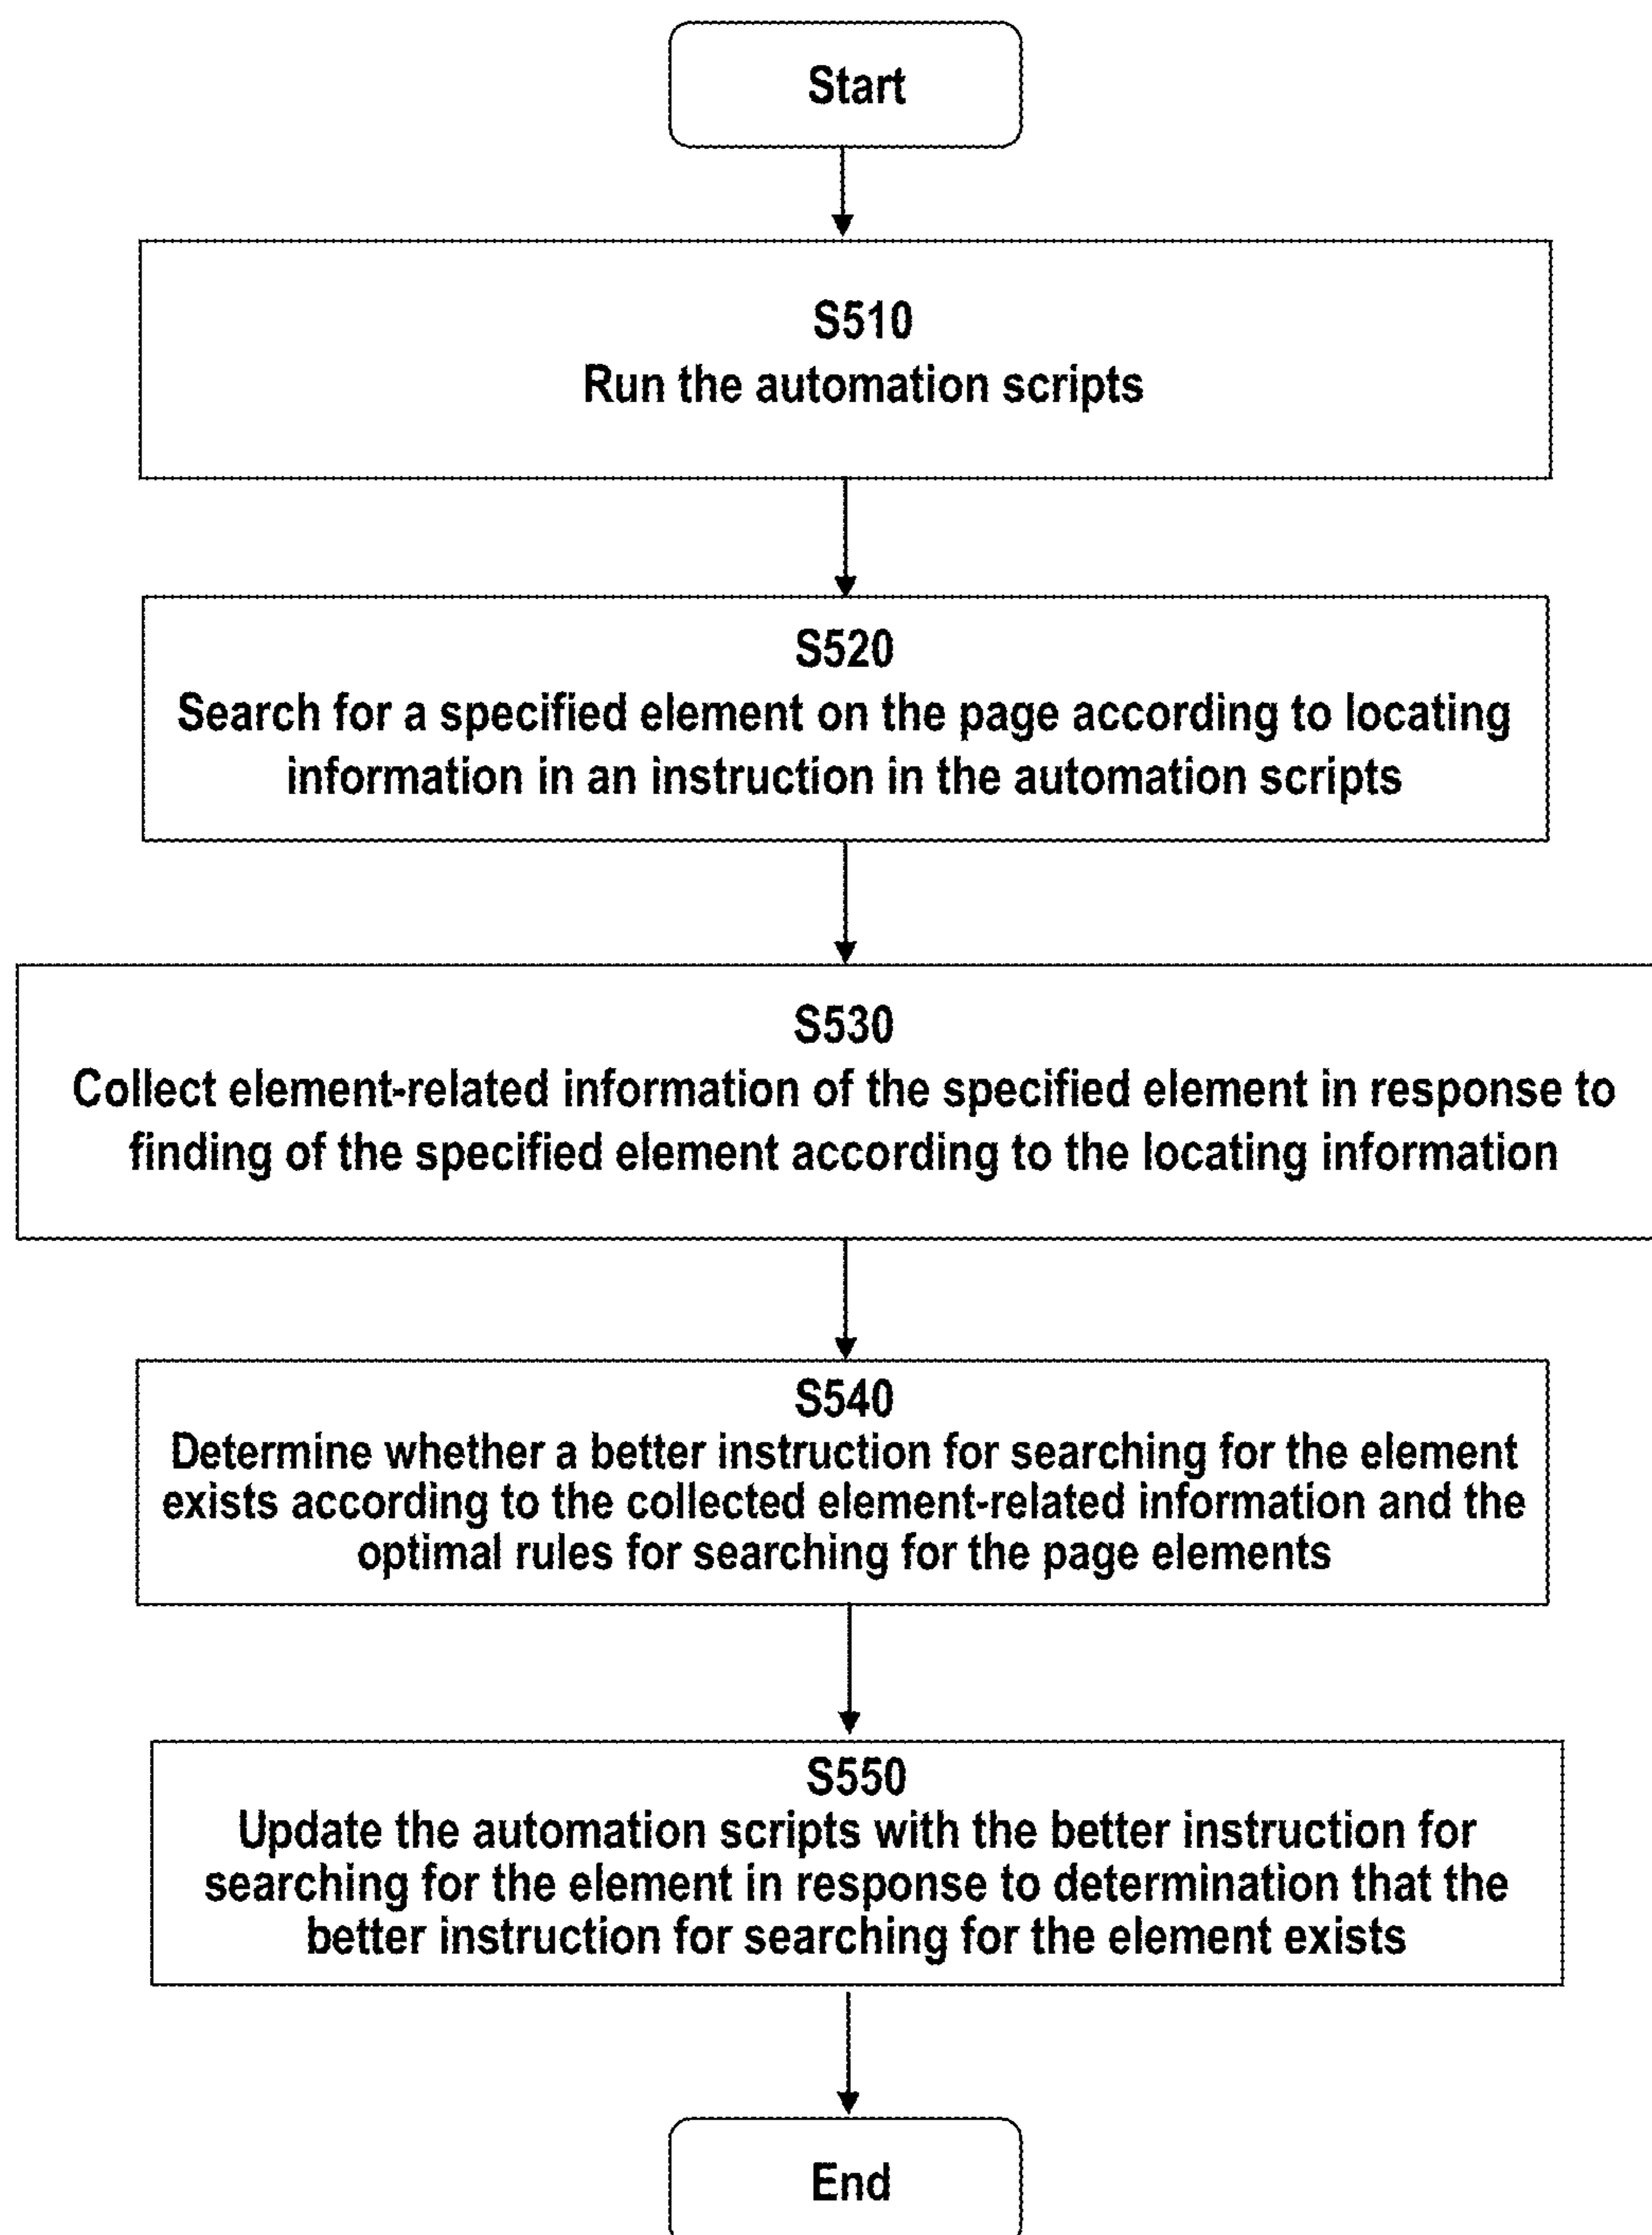 Start
S510
Run the automation scripts
S520
Search for a specified element on the page according to locating
information in an instruction in the automation scripts
S530
Collect element-related information of the specified element in response to
finding of the specified element according to the locating information
S540
Determine whether a better instruction for searching for the element
exists according to the collected element-related information and the
optimal rules for searching for the page elements
S550
Update the automation scripts with the better instruction for
searching for the element in response to determination that the
better instruction for searching for the element exists
End